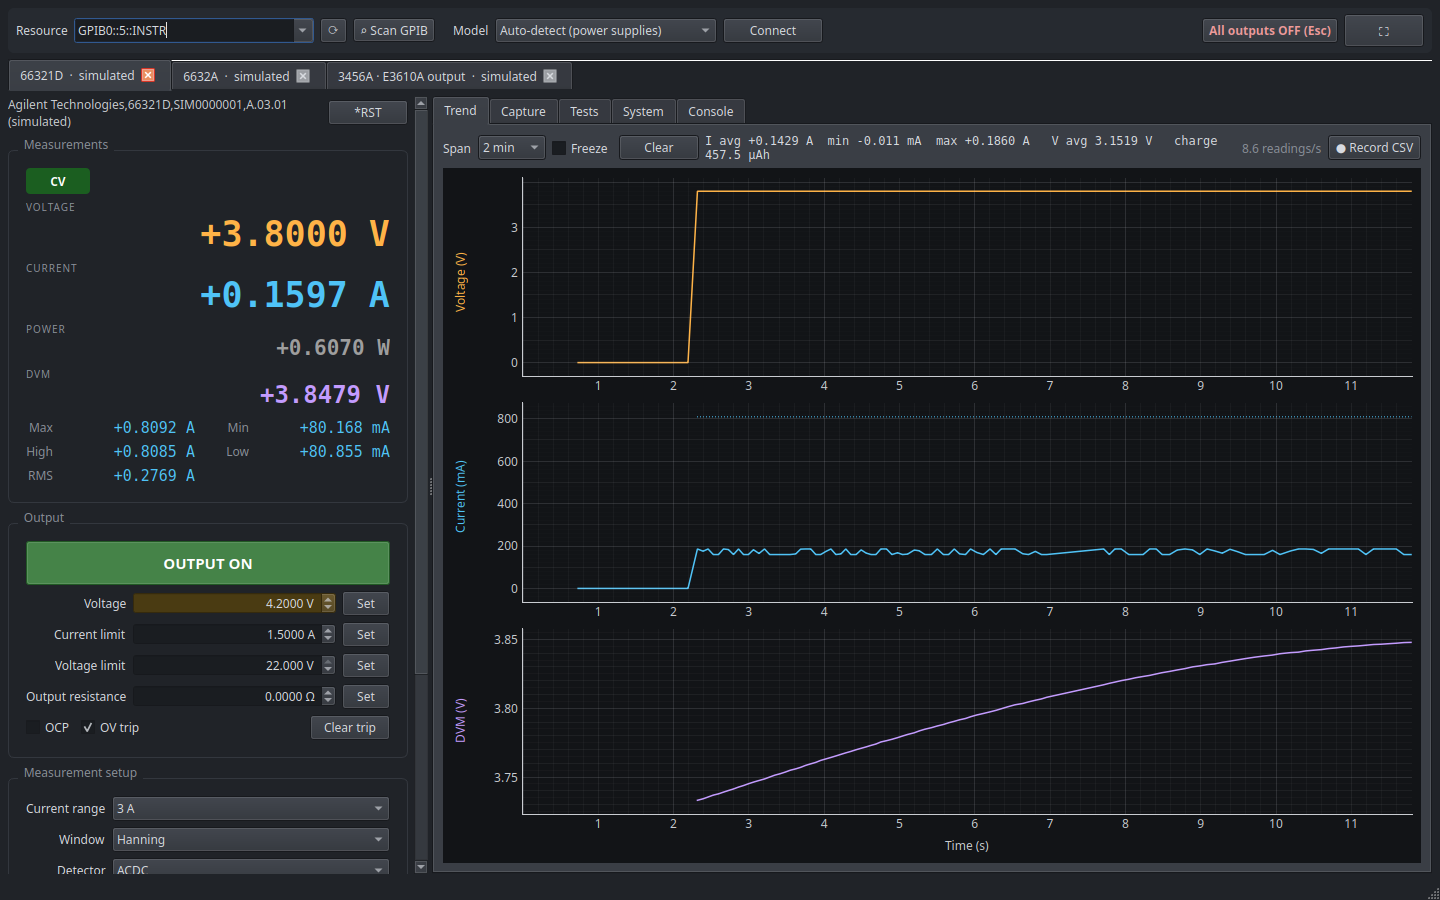 Resource GPIB0::5::INSTR ⟳ ⌕ Scan GPIB Model Auto-detect (power supplies) Connect All outputs OFF (Esc) ⛶
66321D · simulated 6632A · simulated 3456A · E3610A output · simulated
Agilent Technologies,66321D,SIM0000001,A.03.01
(simulated)
*RST
Measurements
CV
VOLTAGE
+3.8000 V
CURRENT
+0.1597 A
POWER
+0.6070 W
DVM
+3.8479 V
Max +0.8092 A Min +80.168 mA
High +0.8085 A Low +80.855 mA
RMS +0.2769 A
Output
OUTPUT ON
Voltage 4.2000 V Set
Current limit 1.5000 A Set
Voltage limit 22.000 V Set
Output resistance 0.0000 Ω Set
OCP OV trip Clear trip
Measurement setup
Current range 3 A
Window Hanning
Detector ACDC
Trend Capture Tests System Console
Span 2 min Freeze Clear
I avg +0.1429 A min -0.011 mA max +0.1860 A V avg 3.1519 V charge
457.5 µAh
8.6 readings/s ● Record CSV
Voltage (V)
3
2
1
0
1 2 3 4 5 6 7 8 9 10 11
Current (mA)
800
600
400
200
0
1 2 3 4 5 6 7 8 9 10 11
DVM (V)
3.85
3.80
3.75
1 2 3 4 5 6 7 8 9 10 11
Time (s)